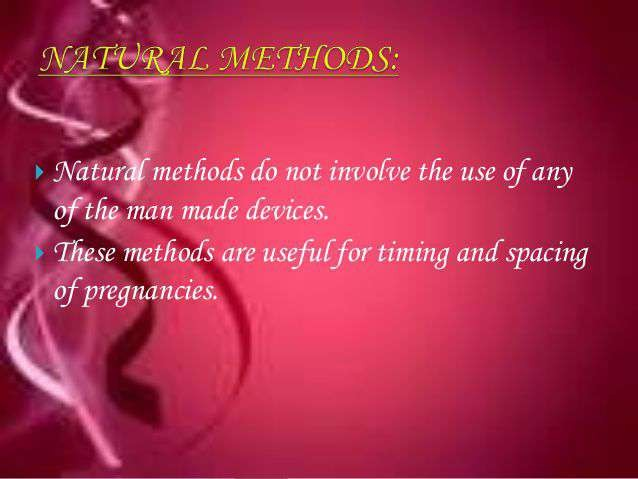 NATURAL METHODS:
Natural methods do not involve the use of any
of the man made devices.
These methods are useful for timing and spacing
of pregnancies.